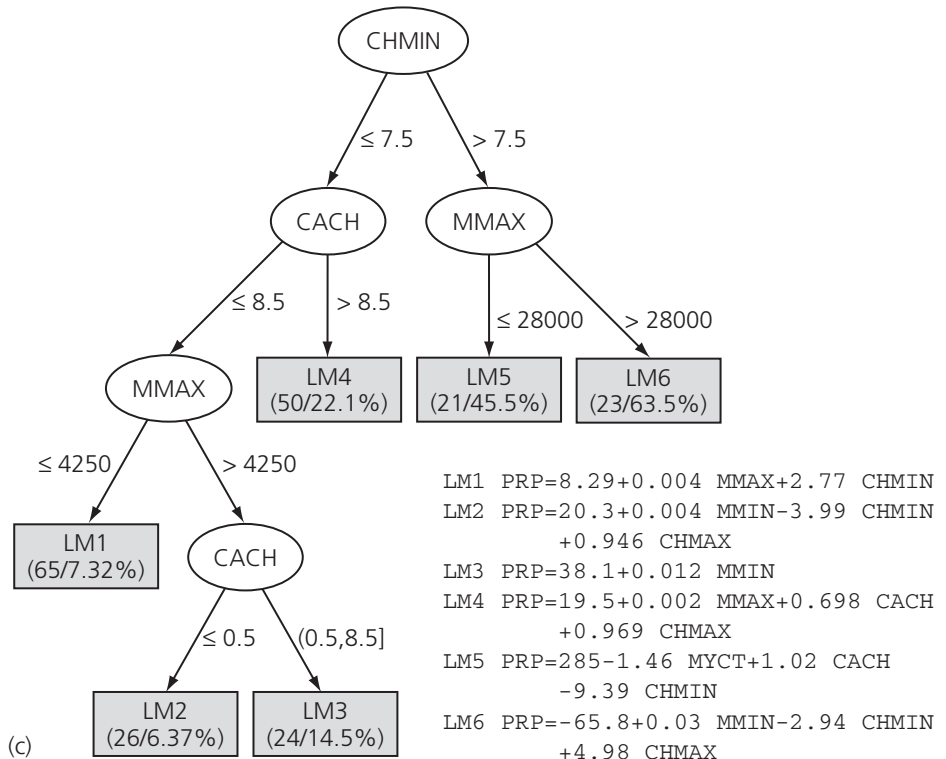 CHMIN
≤ 7.5
> 7.5
CACH
MMAX
≤ 8.5
> 8.5
≤ 28000
> 28000
MMAX
LM4
(50/22.1%)
LM5
(21/45.5%)
LM6
(23/63.5%)
≤ 4250
> 4250
LM1
(65/7.32%)
CACH
≤ 0.5
(0.5,8.5]
LM2
(26/6.37%)
LM3
(24/14.5%)
LM1 PRP=8.29+0.004 MMAX+2.77 CHMIN
LM2 PRP=20.3+0.004 MMIN-3.99 CHMIN
+0.946 CHMAX
LM3 PRP=38.1+0.012 MMIN
LM4 PRP=19.5+0.002 MMAX+0.698 CACH
+0.969 CHMAX
LM5 PRP=285-1.46 MYCT+1.02 CACH
-9.39 CHMIN
LM6 PRP=-65.8+0.03 MMIN-2.94 CHMIN
+4.98 CHMAX
(c)